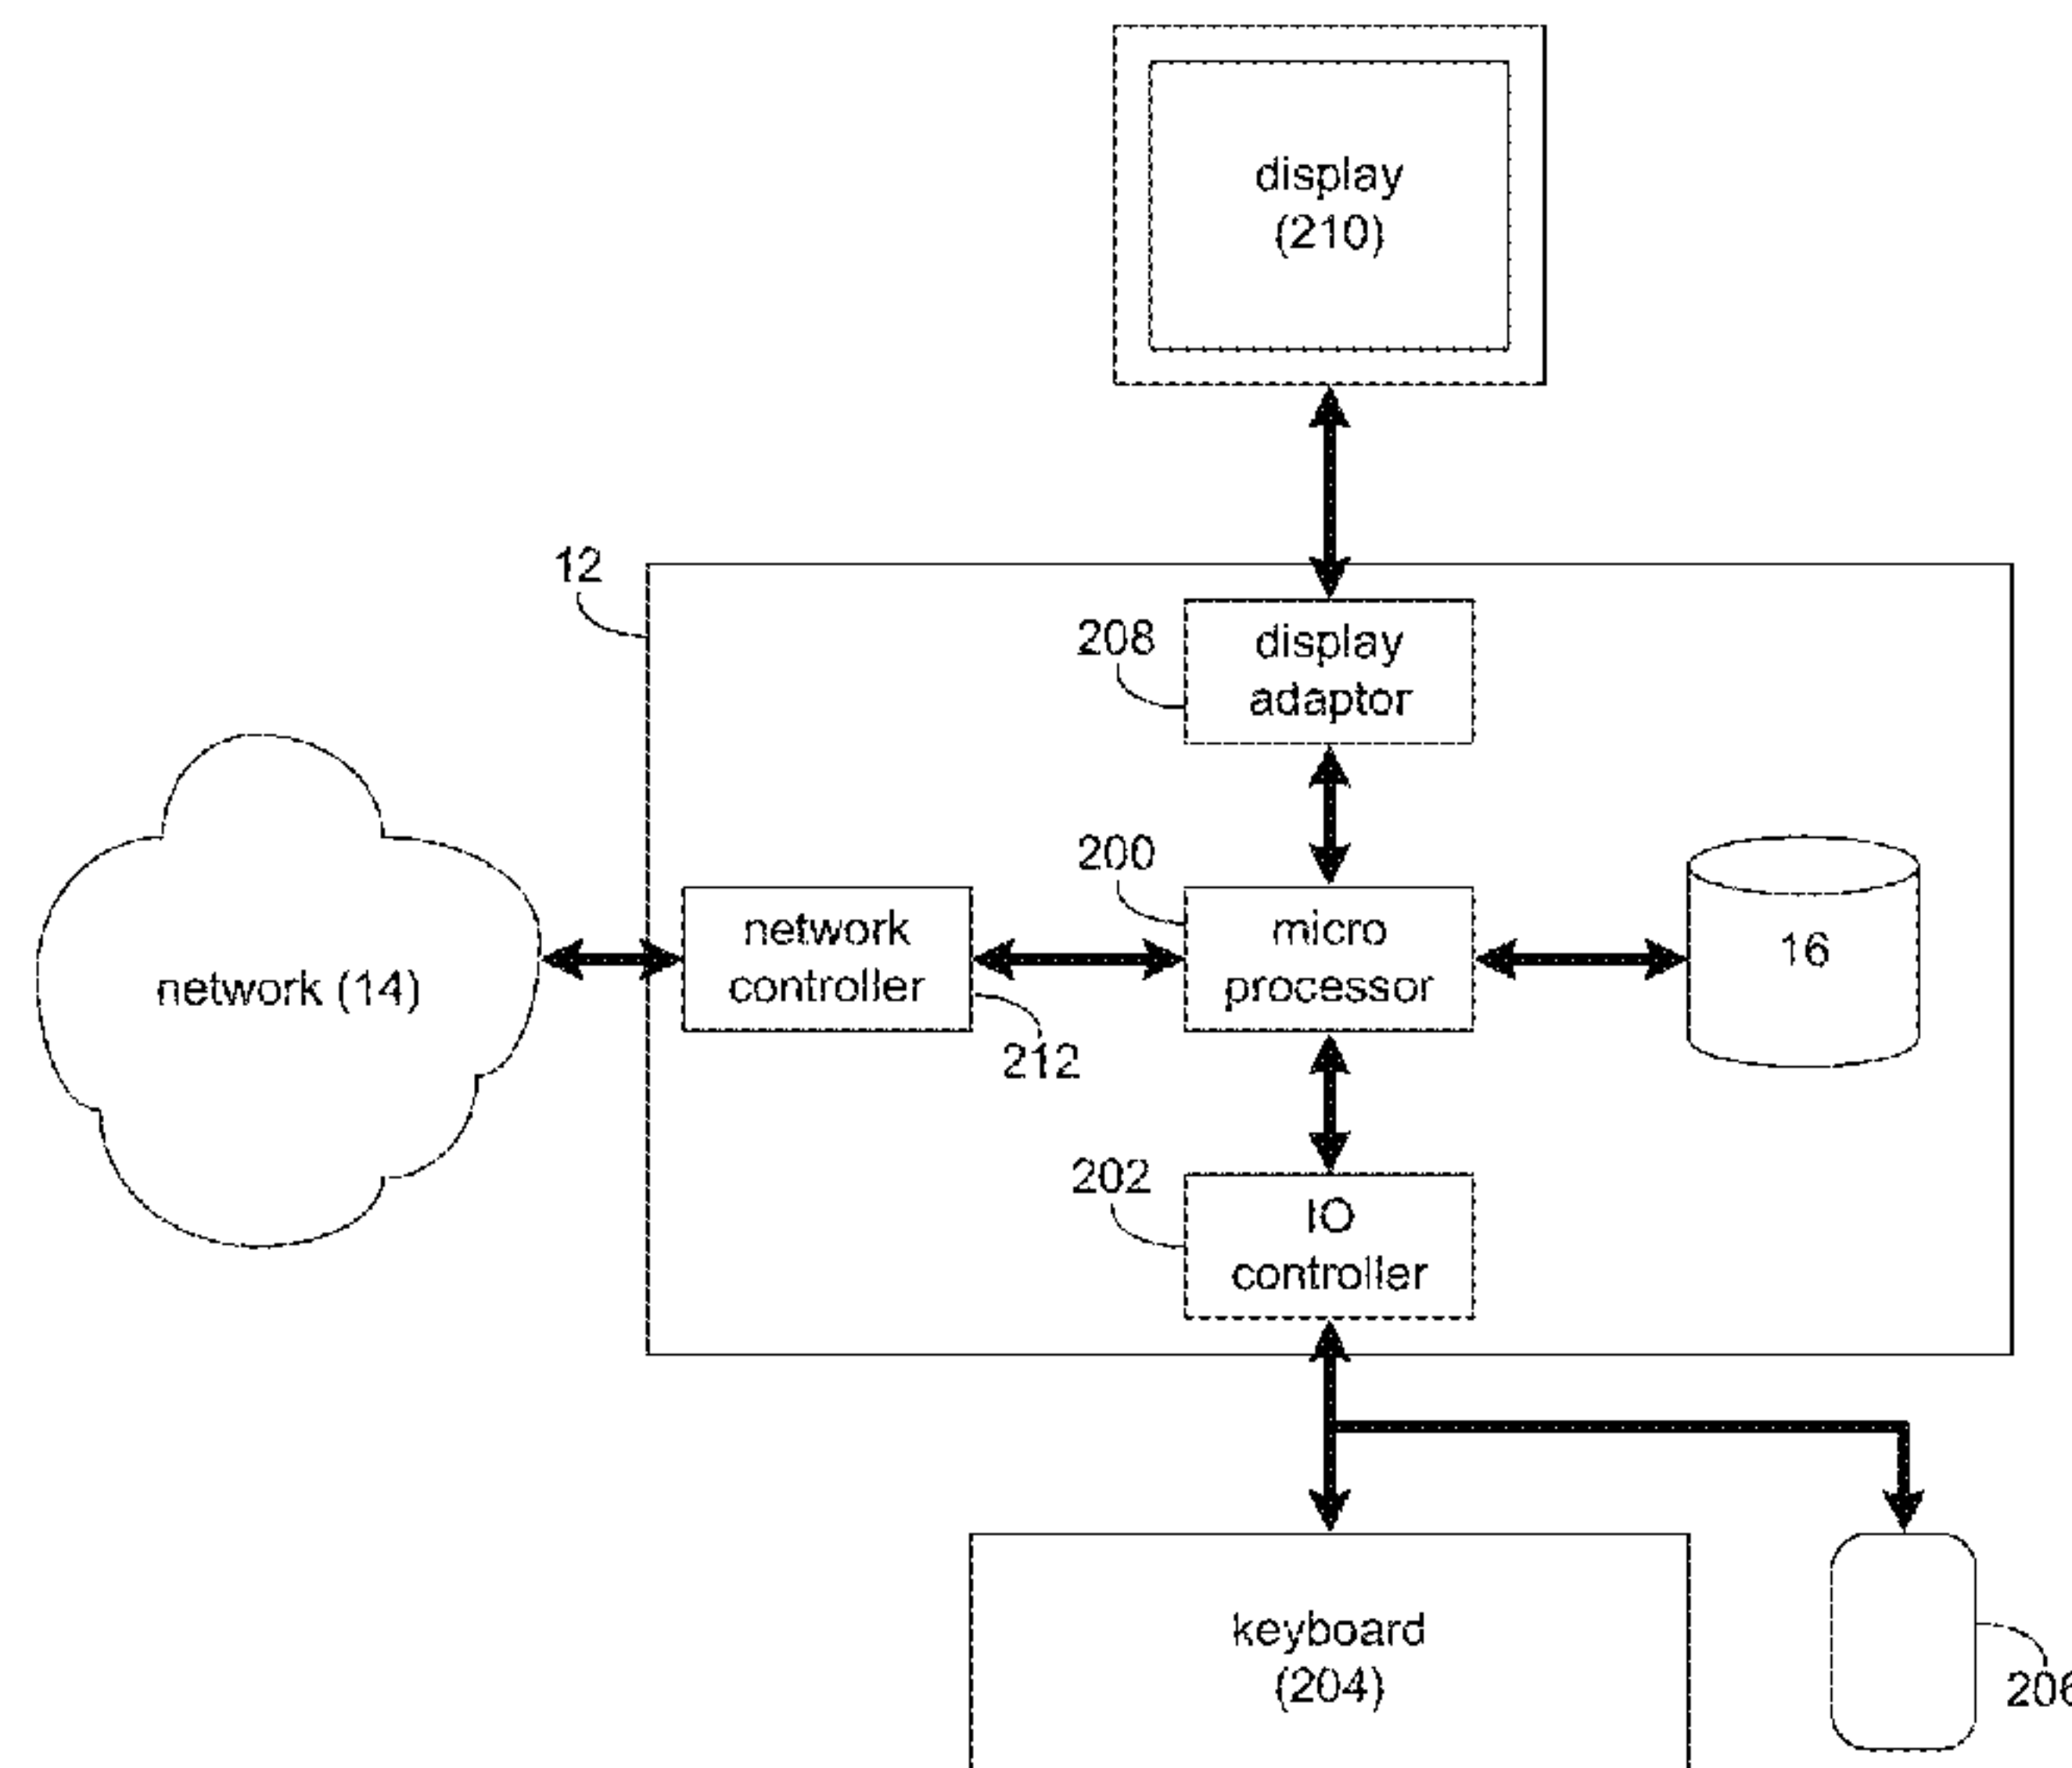 display
(210)
12
208
display
adaptor
200
network
controller
micro
processor
16
network (14)
212
202
IO
controller
keyboard
(204)
206